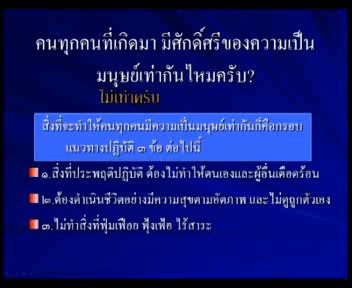 คนทุกคนที่เกิดมา มีศักดิ์ศรีของความเป็น
มนุษย์เท่ากันไหมครับ?
ไม่เท่าครับ
สิ่งที่จะทำให้คนทุกคนมีความเป็นมนุษย์เท่ากันก็คือกรอบ
แนวทางปฏิบัติ ๓ ข้อ ต่อไปนี้
๑.สิ่งที่ประพฤติปฏิบัติ ต้องไม่ทำให้ตนเองและผู้อื่นเดือดร้อน
๒.ต้องดำเนินชีวิตอย่างมีความสุขตามอัตภาพ และไม่ดูถูกตัวเอง
๓.ไม่ทำสิ่งที่ฟุ่มเฟือย ฟุ้งเฟ้อ ไร้สาระ